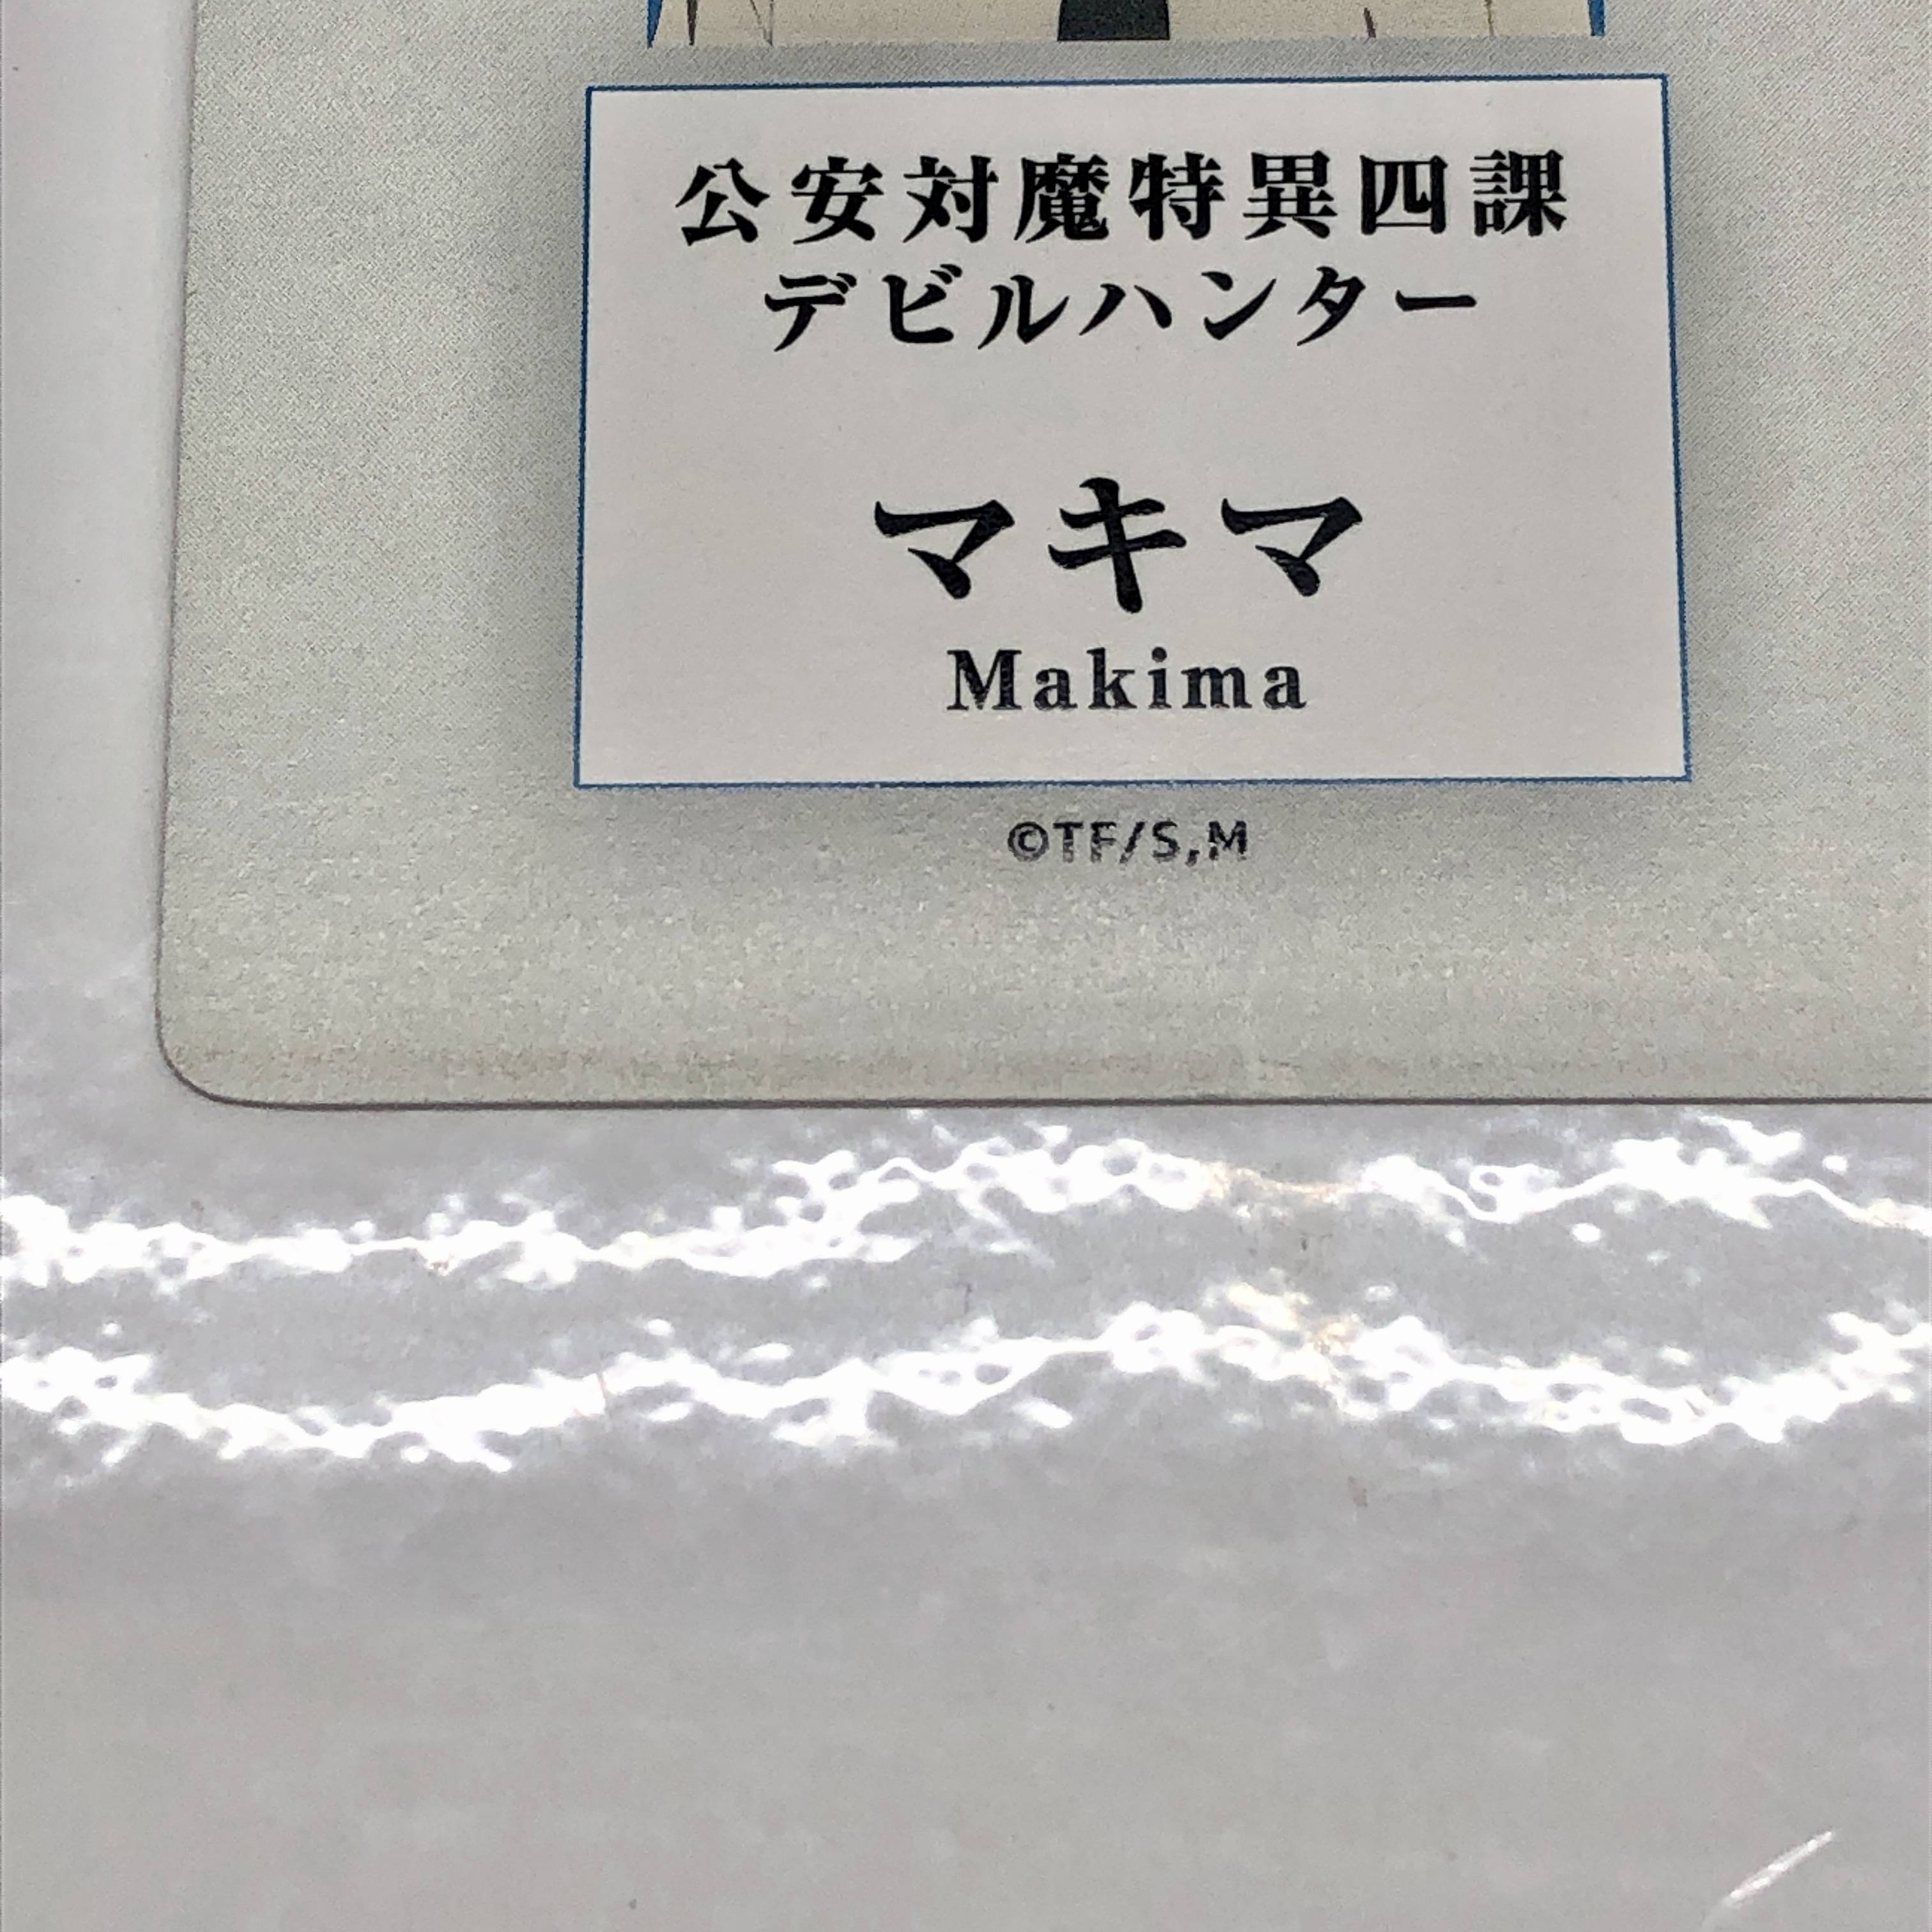 公安対魔特異四課
デビルハンター
マキマ
Makima
©TF/S,M